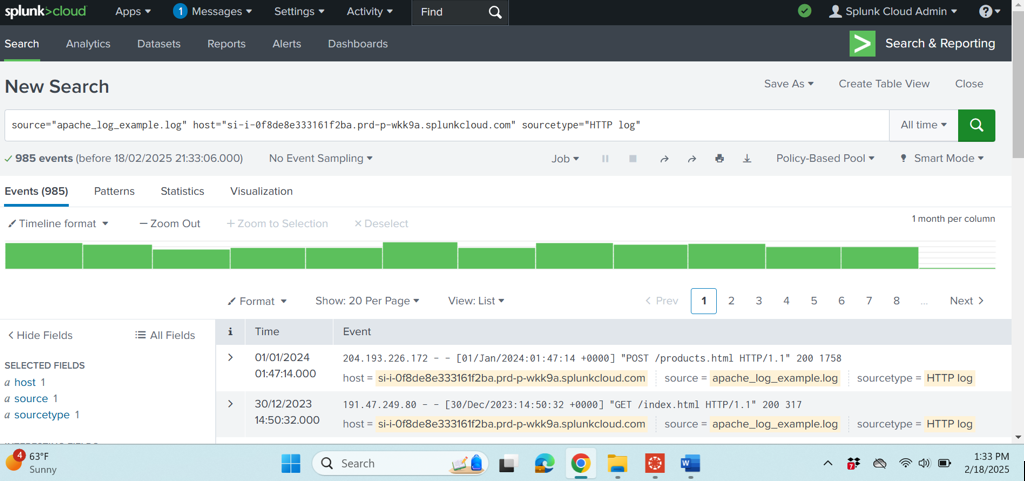 splunk>cloud Apps 1 Messages Settings Activity Find Splunk Cloud Admin ?
Search Analytics Datasets Reports Alerts Dashboards > Search & Reporting
New Search Save As Create Table View Close
source="apache_log_example.log" host="si-i-0f8de8e333161f2ba.prd-p-wkk9a.splunkcloud.com" sourcetype="HTTP log" All time
985 events (before 18/02/2025 21:33:06.000) No Event Sampling Job Policy-Based Pool Smart Mode
Events (985) Patterns Statistics Visualization
Timeline format — Zoom Out + Zoom to Selection × Deselect 1 month per column
Format Show: 20 Per Page View: List < Prev 1 2 3 4 5 6 7 8 ... Next >
< Hide Fields All Fields i Time Event
SELECTED FIELDS
a host 1
a source 1
a sourcetype 1
> 01/01/2024 01:47:14.000 204.193.226.172 - - [01/Jan/2024:01:47:14 +0000] "POST /products.html HTTP/1.1" 200 1758
host = si-i-0f8de8e333161f2ba.prd-p-wkk9a.splunkcloud.com source = apache_log_example.log sourcetype = HTTP log
> 30/12/2023 14:50:32.000 191.47.249.80 - - [30/Dec/2023:14:50:32 +0000] "GET /index.html HTTP/1.1" 200 317
host = si-i-0f8de8e333161f2ba.prd-p-wkk9a.splunkcloud.com source = apache_log_example.log sourcetype = HTTP log
4 63°F Search 7 1:33 PM
Sunny 2/18/2025